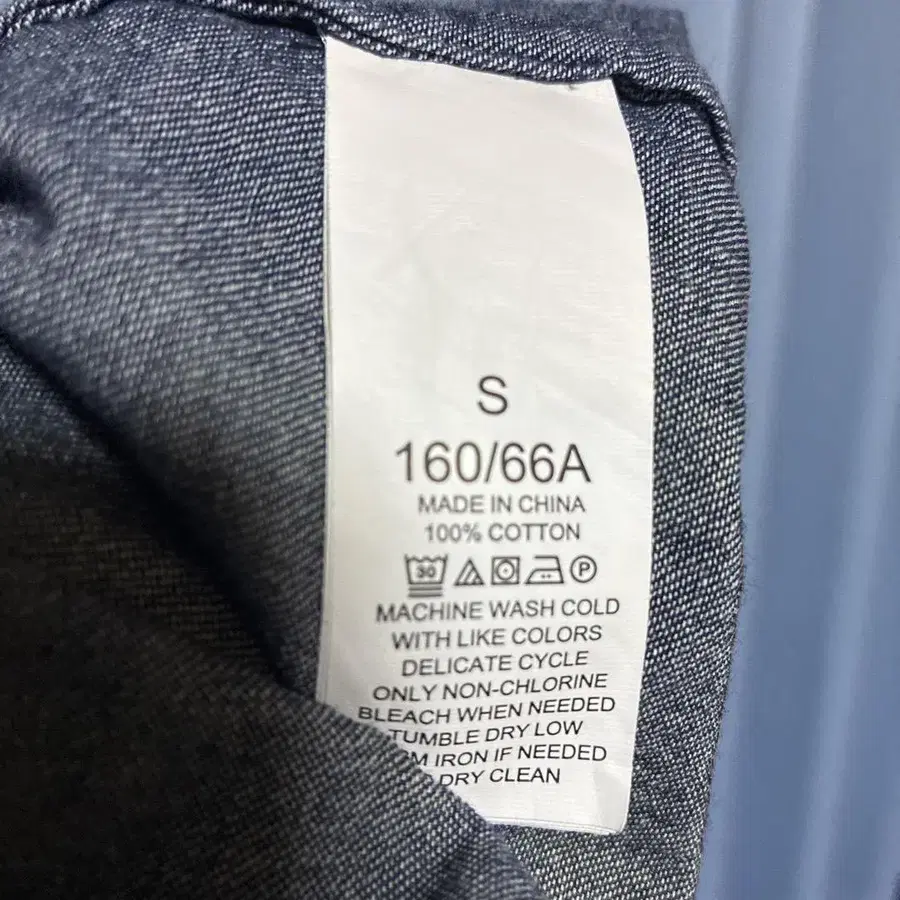 S
160/66A
MADE IN CHINA
100% COTTON
30 P
MACHINE WASH COLD
WITH LIKE COLORS
DELICATE CYCLE
ONLY NON-CHLORINE
BLEACH WHEN NEEDED
TUMBLE DRY LOW
IRON IF NEEDED
DRY CLEAN